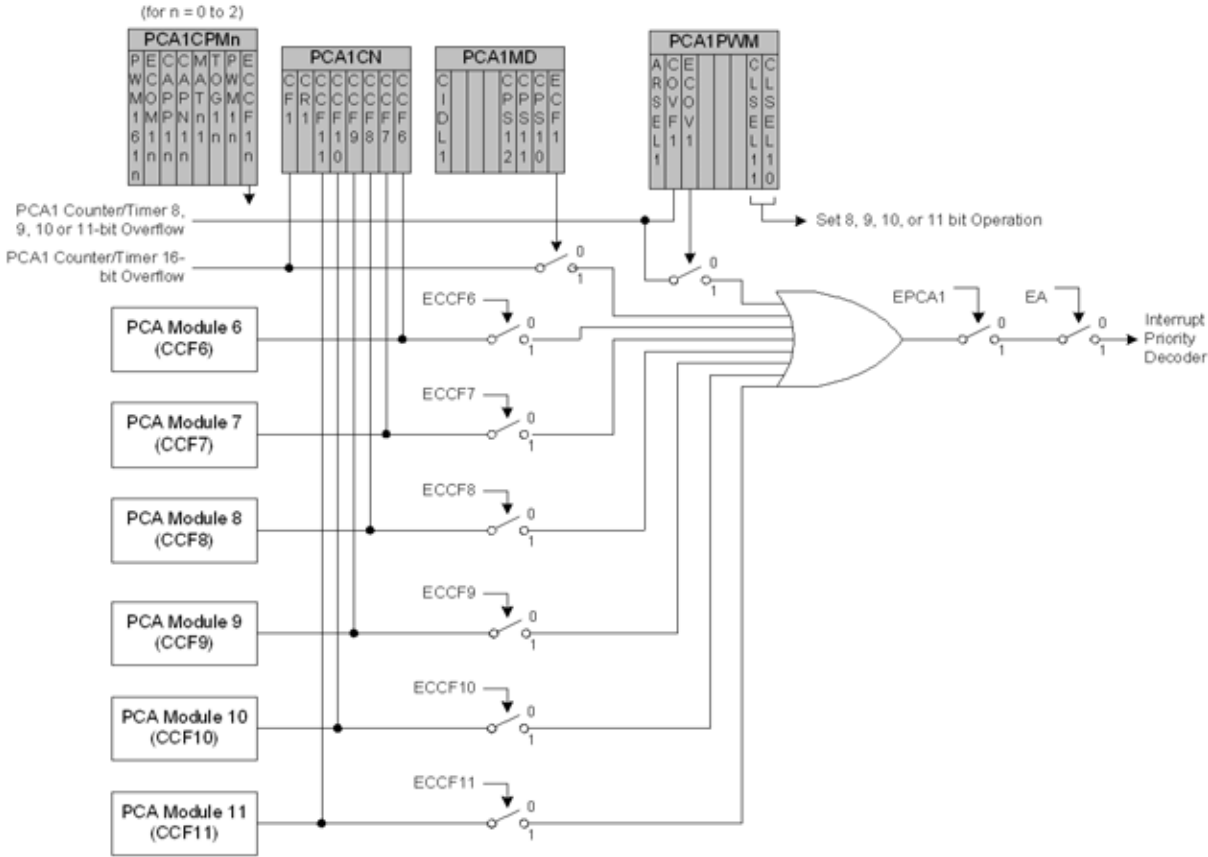 (for n = 0 to 2)
PCA1CPMn
PWM161n
ECOM1n
CAPP1n
CAPN1n
MATn1
TOG1n
PWM1n
ECCF1n
PCA1CN
CF1
CR1
CCF11
CCF10
CCF9
CCF8
CCF7
CCF6
PCA1MD
CIDL1
CPS12
CPS11
CPS10
ECF1
PCA1PWM
ARSEL1
COVF1
ECOV1
CLSEL11
CLSEL10
PCA1 Counter/Timer 8,
9, 10 or 11-bit Overflow
Set 8, 9, 10, or 11 bit Operation
PCA1 Counter/Timer 16-
bit Overflow
0
1
0
1
PCA Module 6
(CCF6)
ECCF6
0
1
EPCA1
0
1
EA
0
1
Interrupt
Priority
Decoder
PCA Module 7
(CCF7)
ECCF7
0
1
PCA Module 8
(CCF8)
ECCF8
0
1
PCA Module 9
(CCF9)
ECCF9
0
1
PCA Module 10
(CCF10)
ECCF10
0
1
PCA Module 11
(CCF11)
ECCF11
0
1